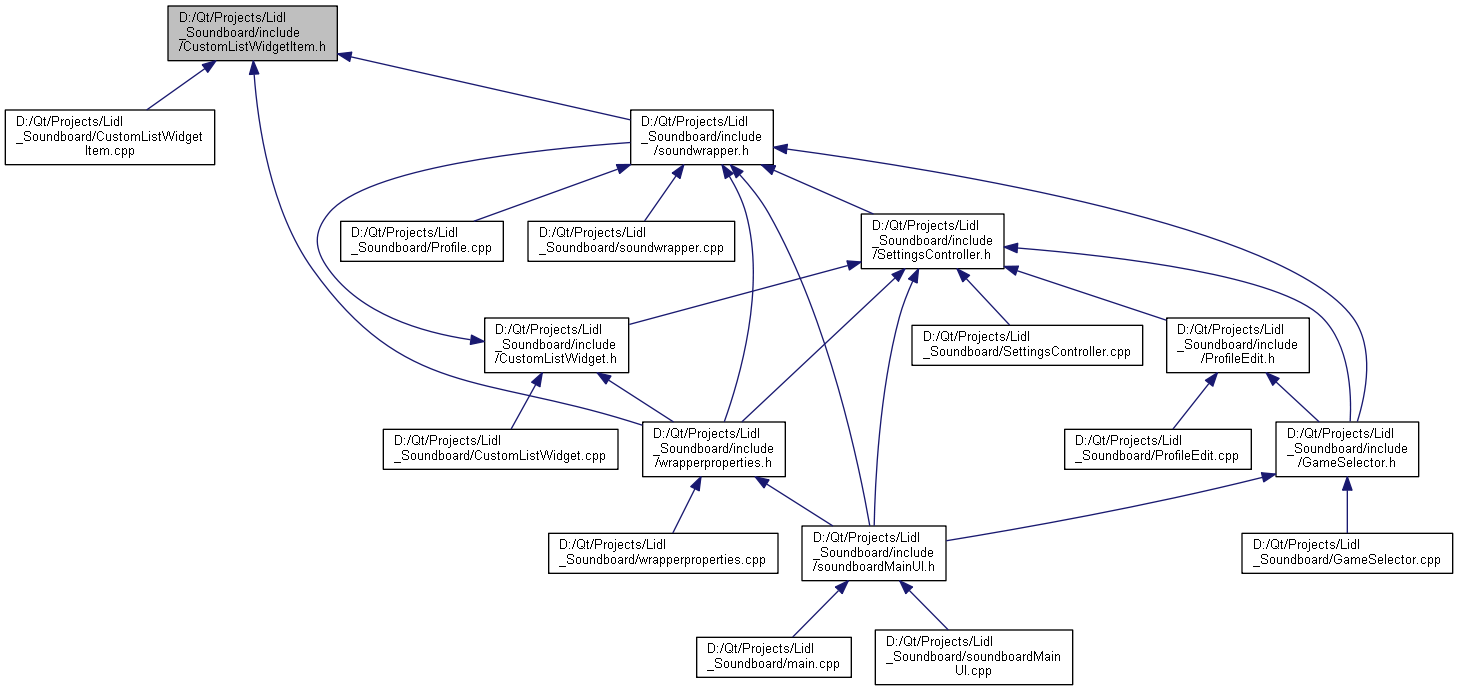 D:/Qt/Projects/Lidl
_Soundboard/include
/CustomListWidgetItem.h
D:/Qt/Projects/Lidl
_Soundboard/CustomListWidget
Item.cpp
D:/Qt/Projects/Lidl
_Soundboard/include
/soundwrapper.h
D:/Qt/Projects/Lidl
_Soundboard/Profile.cpp
D:/Qt/Projects/Lidl
_Soundboard/soundwrapper.cpp
D:/Qt/Projects/Lidl
_Soundboard/include
/SettingsController.h
D:/Qt/Projects/Lidl
_Soundboard/include
/CustomListWidget.h
D:/Qt/Projects/Lidl
_Soundboard/SettingsController.cpp
D:/Qt/Projects/Lidl
_Soundboard/include
/ProfileEdit.h
D:/Qt/Projects/Lidl
_Soundboard/CustomListWidget.cpp
D:/Qt/Projects/Lidl
_Soundboard/include
/wrapperproperties.h
D:/Qt/Projects/Lidl
_Soundboard/ProfileEdit.cpp
D:/Qt/Projects/Lidl
_Soundboard/include
/GameSelector.h
D:/Qt/Projects/Lidl
_Soundboard/wrapperproperties.cpp
D:/Qt/Projects/Lidl
_Soundboard/include
/soundboardMainUI.h
D:/Qt/Projects/Lidl
_Soundboard/GameSelector.cpp
D:/Qt/Projects/Lidl
_Soundboard/main.cpp
D:/Qt/Projects/Lidl
_Soundboard/soundboardMain
UI.cpp